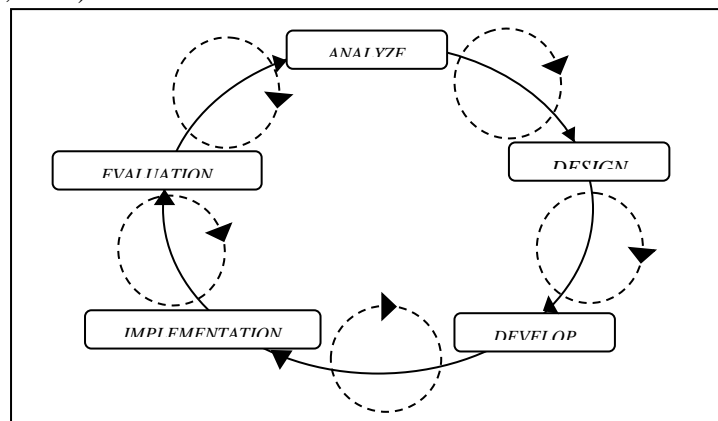 ANALYZE
DESIGN
DEVELOP
IMPLEMENTATION
EVALUATION